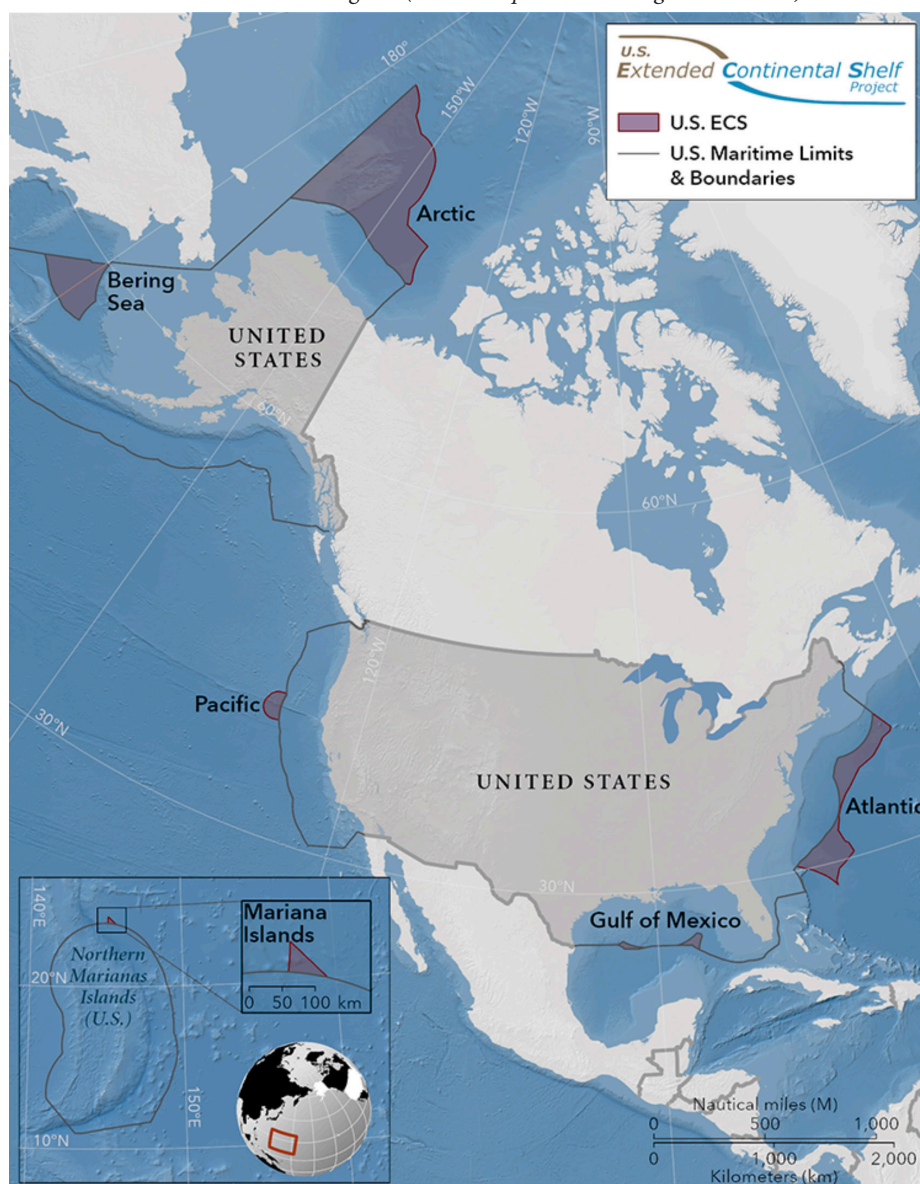 U.S.
Extended Continental Shelf
Project
U.S. ECS
U.S. Maritime Limits
& Boundaries
180°
150°W
120°W
90°W
Arctic
Bering
Sea
UNITED
STATES
60°N
60°N
120°W
Pacific
30°N
UNITED STATES
Atlantic
30°N
Gulf of Mexico
140°E
Mariana
Islands
0 50 100 km
Northern
Marianas
Islands
(U.S.)
20°N
150°E
10°N
Nautical miles (M)
0 500 1,000
0 1,000 2,000
Kilometers (km)